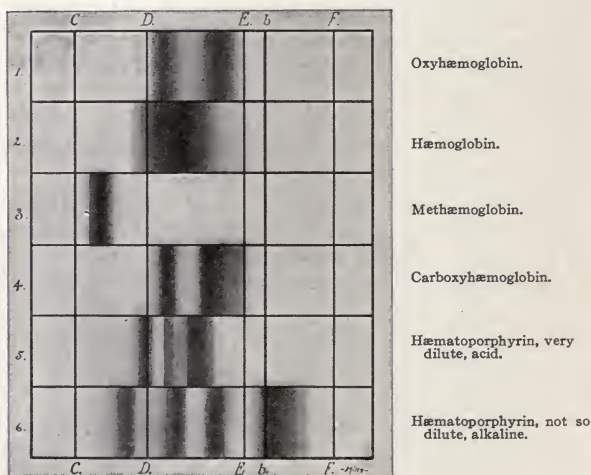 C D. E. b F.
1. Oxyhæmoglobin.
2. Hæmoglobin.
3. Methæmoglobin.
4. Carboxyhæmoglobin.
5. Hæmatoporphyrin, very
dilute, acid.
6. Hæmatoporphyrin, not so
dilute, alkaline.
C. D. E. b. F.